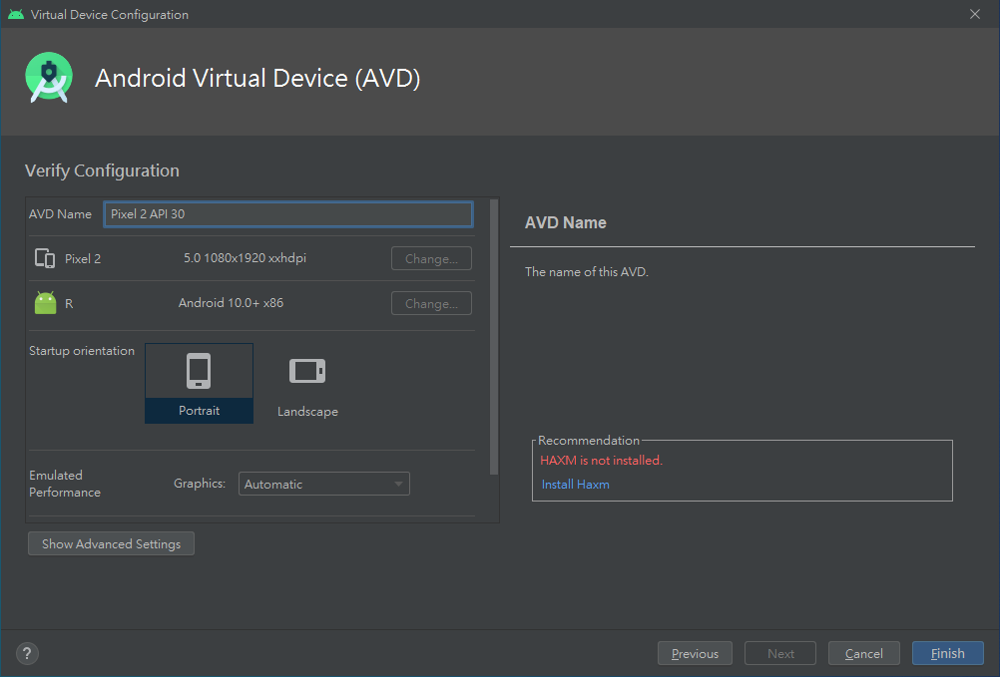 Virtual Device Configuration
Android Virtual Device (AVD)
Verify Configuration
AVD Name
Pixel 2 API 30
Pixel 2
5.0 1080x1920 xxhdpi
Change...
R
Android 10.0+ x86
Change...
Startup orientation
Portrait
Landscape
Emulated
Performance
Graphics:
Automatic
Show Advanced Settings
AVD Name
The name of this AVD.
Recommendation
HAXM is not installed.
Install Haxm
?
Previous
Next
Cancel
Finish